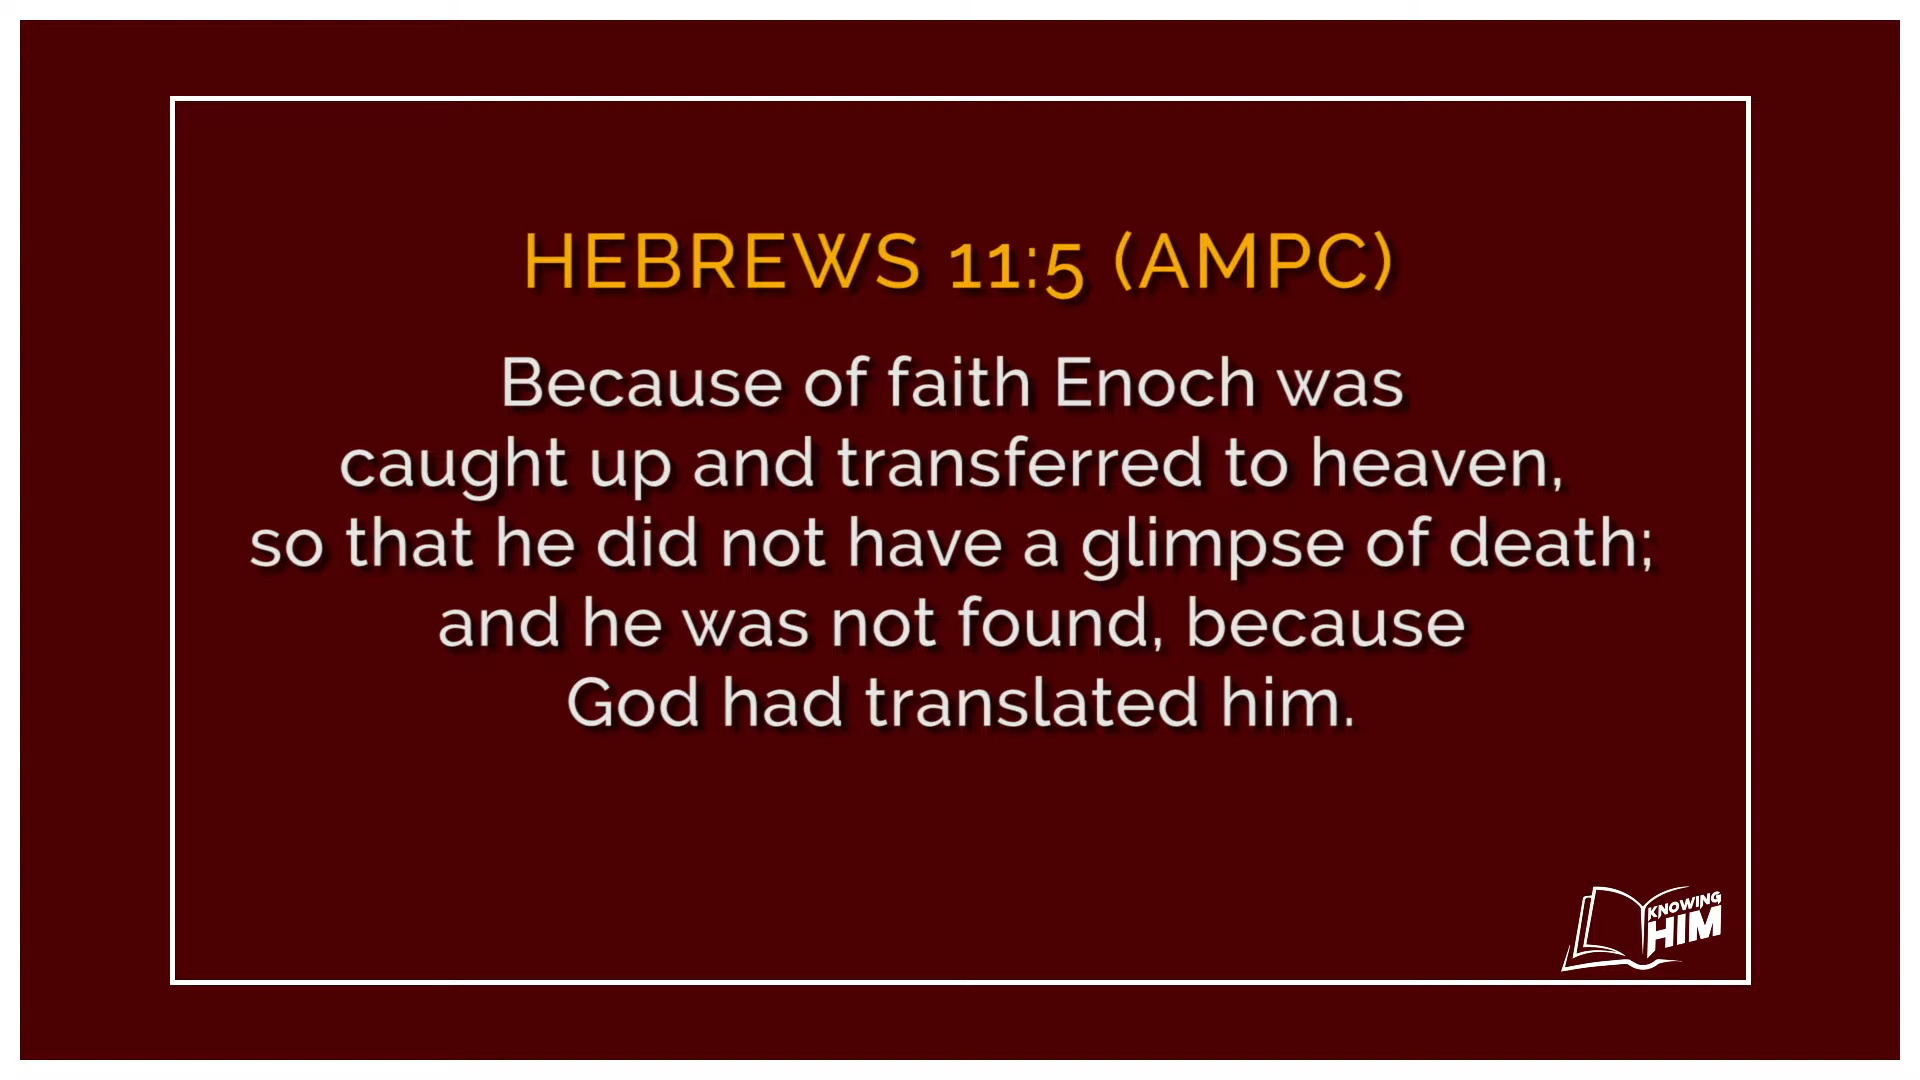 HEBREWS 11:5 (AMPC)
Because of faith Enoch was
caught up and transferred to heaven,
so that he did not have a glimpse of death;
and he was not found, because
God had translated him.
KNOWING
HIM